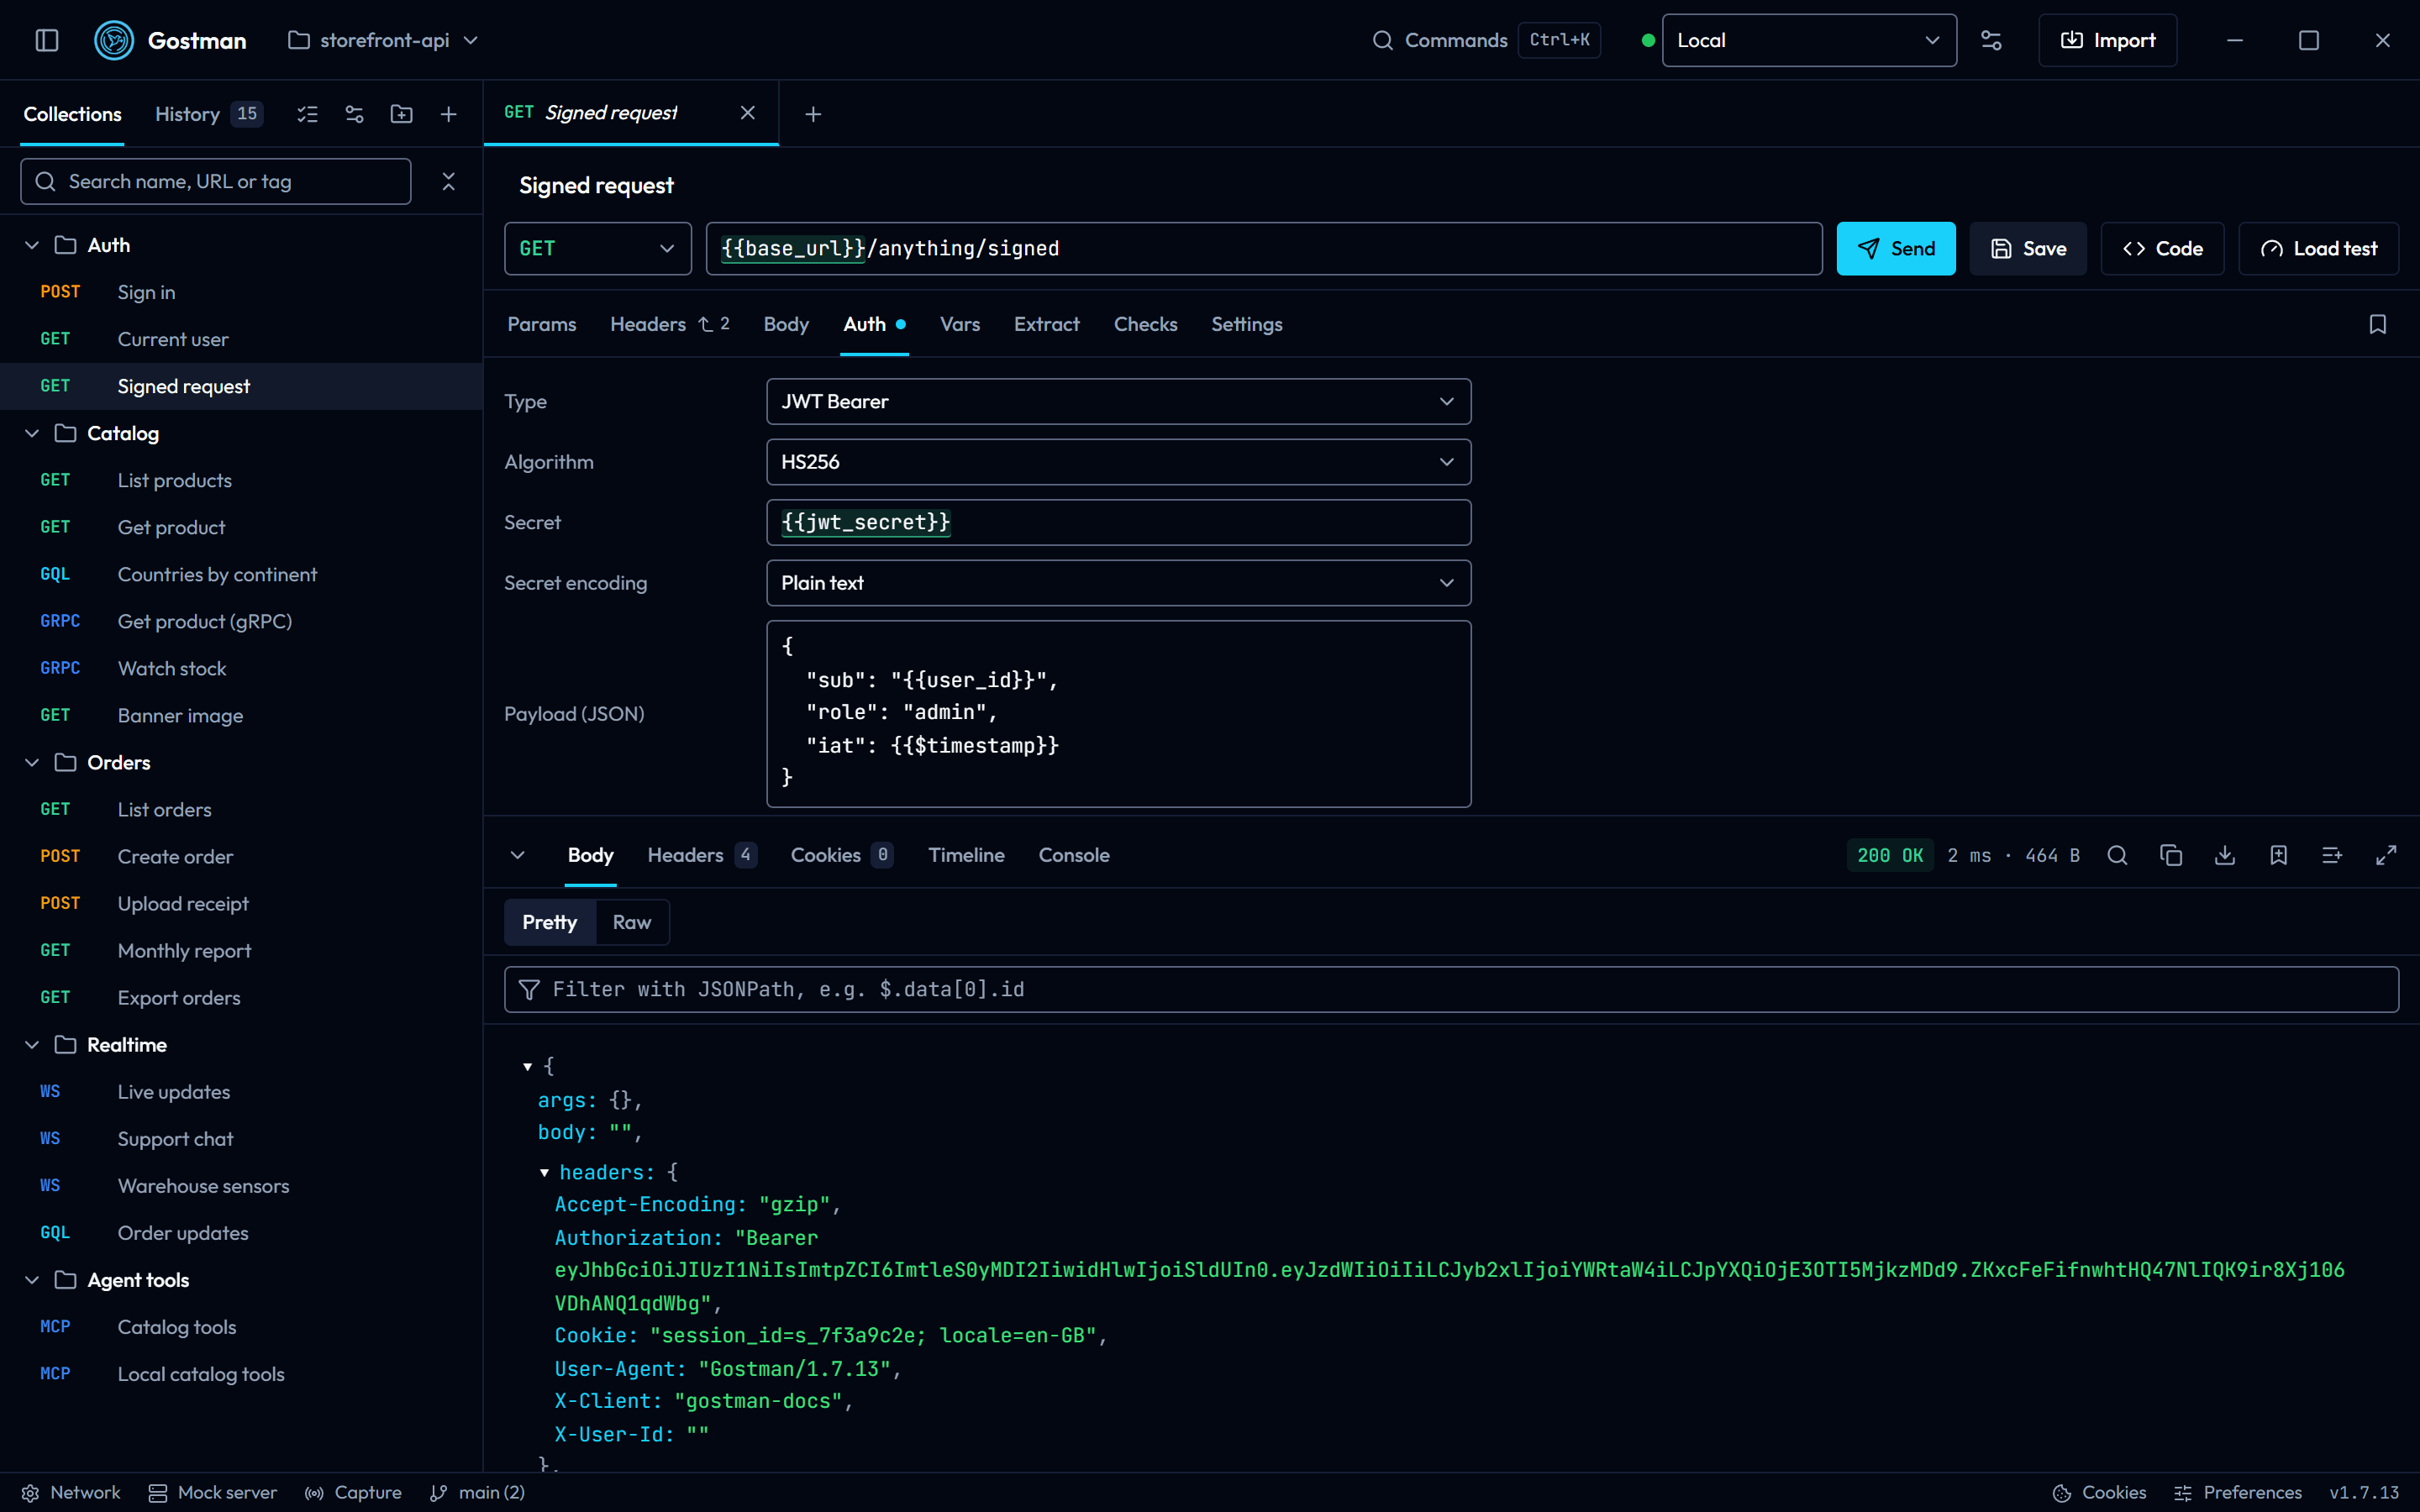 Gostman
storefront-api
Commands Ctrl+K
Local
Import
Collections
History 15
GET Signed request
Search name, URL or tag
Auth
POST Sign in
GET Current user
GET Signed request
Catalog
GET List products
GET Get product
GQL Countries by continent
GRPC Get product (gRPC)
GRPC Watch stock
GET Banner image
Orders
GET List orders
POST Create order
POST Upload receipt
GET Monthly report
GET Export orders
Realtime
WS Live updates
WS Support chat
WS Warehouse sensors
GQL Order updates
Agent tools
MCP Catalog tools
MCP Local catalog tools
Signed request
GET
{{base_url}}/anything/signed
Send
Save
Code
Load test
Params
Headers 2
Body
Auth
Vars
Extract
Checks
Settings
Type
JWT Bearer
Algorithm
HS256
Secret
{{jwt_secret}}
Secret encoding
Plain text
Payload (JSON)
{
"sub": "{{user_id}}",
"role": "admin",
"iat": {{$timestamp}}
}
Body
Headers 4
Cookies 0
Timeline
Console
200 OK 2 ms · 464 B
Pretty
Raw
Filter with JSONPath, e.g. $.data[0].id
{
args: {},
body: "",
headers: {
Accept-Encoding: "gzip",
Authorization: "Bearer
eyJhbGciOiJIUzI1NiIsImtpZCI6ImtleS0yMDI2IiwidHlwIjoiSldUIn0.eyJzdWIiOiIiLCJyb2xlIjoiYWRtaW4iLCJpYXQiOjE3OTI5MjkzMDd9.ZKxcFeFifnwhtHQ47NlIQK9ir8Xj106
VDhANQ1qdWbg",
Cookie: "session_id=s_7f3a9c2e; locale=en-GB",
User-Agent: "Gostman/1.7.13",
X-Client: "gostman-docs",
X-User-Id: ""
},
Network
Mock server
Capture
main (2)
Cookies
Preferences
v1.7.13